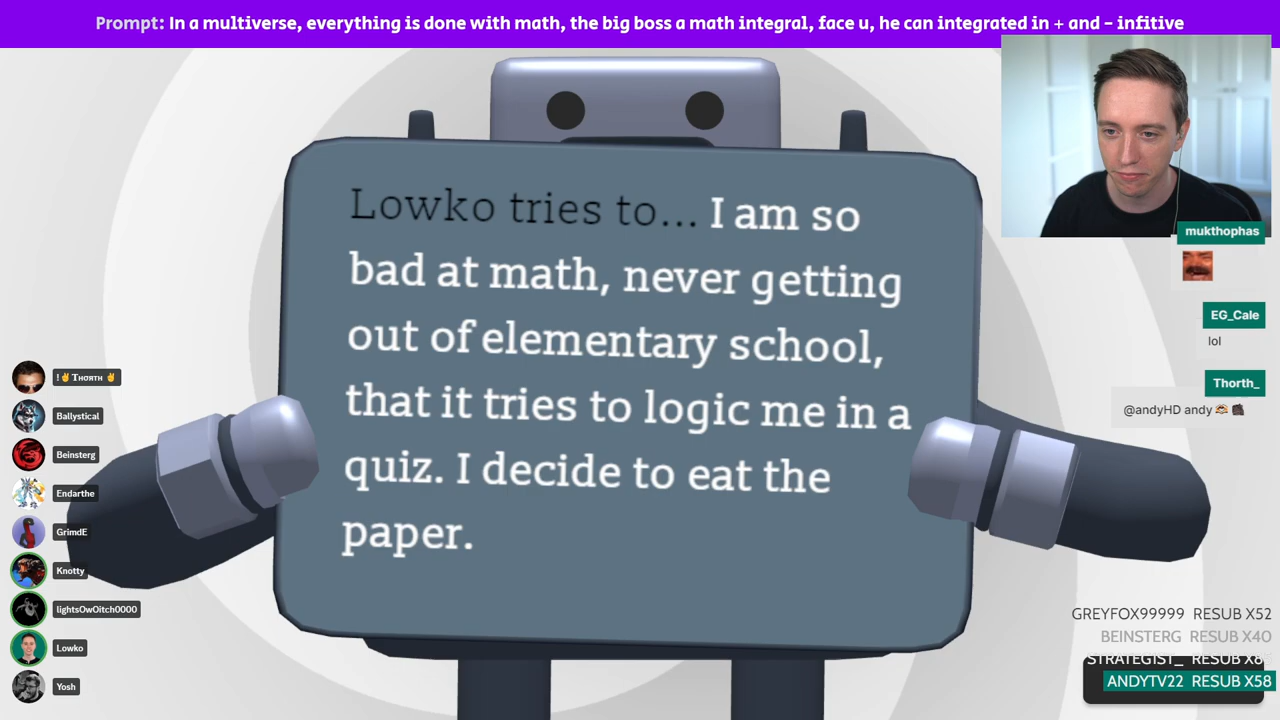 Prompt: In a multiverse, everything is done with math, the big boss a math integral, face u, he can integrated in + and - infitive
Lowko tries to... I am so
bad at math, never getting
out of elementary school,
that it tries to logic me in a
quiz. I decide to eat the
paper.
mukthophas
EG_Cale
lol
Thorth_
@andyHD andy
!✌Tʜᴏʀᴛʜ ✌
Ballystical
Beinsterg
Endarthe
GrimdE
Knotty
lightsOwOitch0000
Lowko
Yosh
GREYFOX99999 RESUB X52
BEINSTERG RESUB X40
STRATEGIST_ RESUB
ANDYTV22 RESUB X58